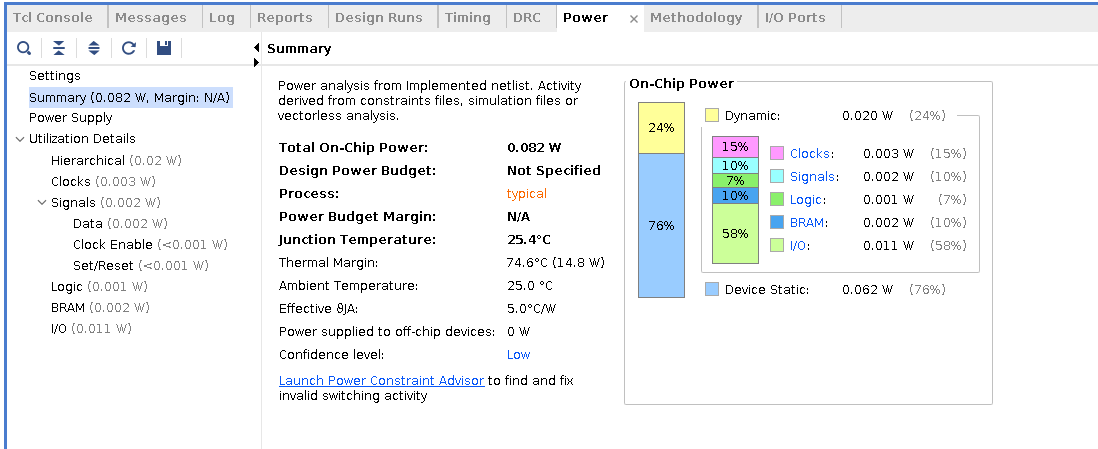 Tcl Console Messages Log Reports Design Runs Timing DRC Power × Methodology I/O Ports
Summary
Settings
Summary (0.082 W, Margin: N/A)
Power Supply
Utilization Details
Hierarchical (0.02 W)
Clocks (0.003 W)
Signals (0.002 W)
Data (0.002 W)
Clock Enable (<0.001 W)
Set/Reset (<0.001 W)
Logic (0.001 W)
BRAM (0.002 W)
I/O (0.011 W)
Power analysis from Implemented netlist. Activity
derived from constraints files, simulation files or
vectorless analysis.
Total On-Chip Power: 0.082 W
Design Power Budget: Not Specified
Process: typical
Power Budget Margin: N/A
Junction Temperature: 25.4°C
Thermal Margin: 74.6°C (14.8 W)
Ambient Temperature: 25.0 °C
Effective ϑJA: 5.0°C/W
Power supplied to off-chip devices: 0 W
Confidence level: Low
Launch Power Constraint Advisor to find and fix
invalid switching activity
On-Chip Power
24%
76%
Dynamic: 0.020 W (24%)
15% Clocks: 0.003 W (15%)
10% Signals: 0.002 W (10%)
7% Logic: 0.001 W (7%)
10% BRAM: 0.002 W (10%)
58% I/O: 0.011 W (58%)
Device Static: 0.062 W (76%)